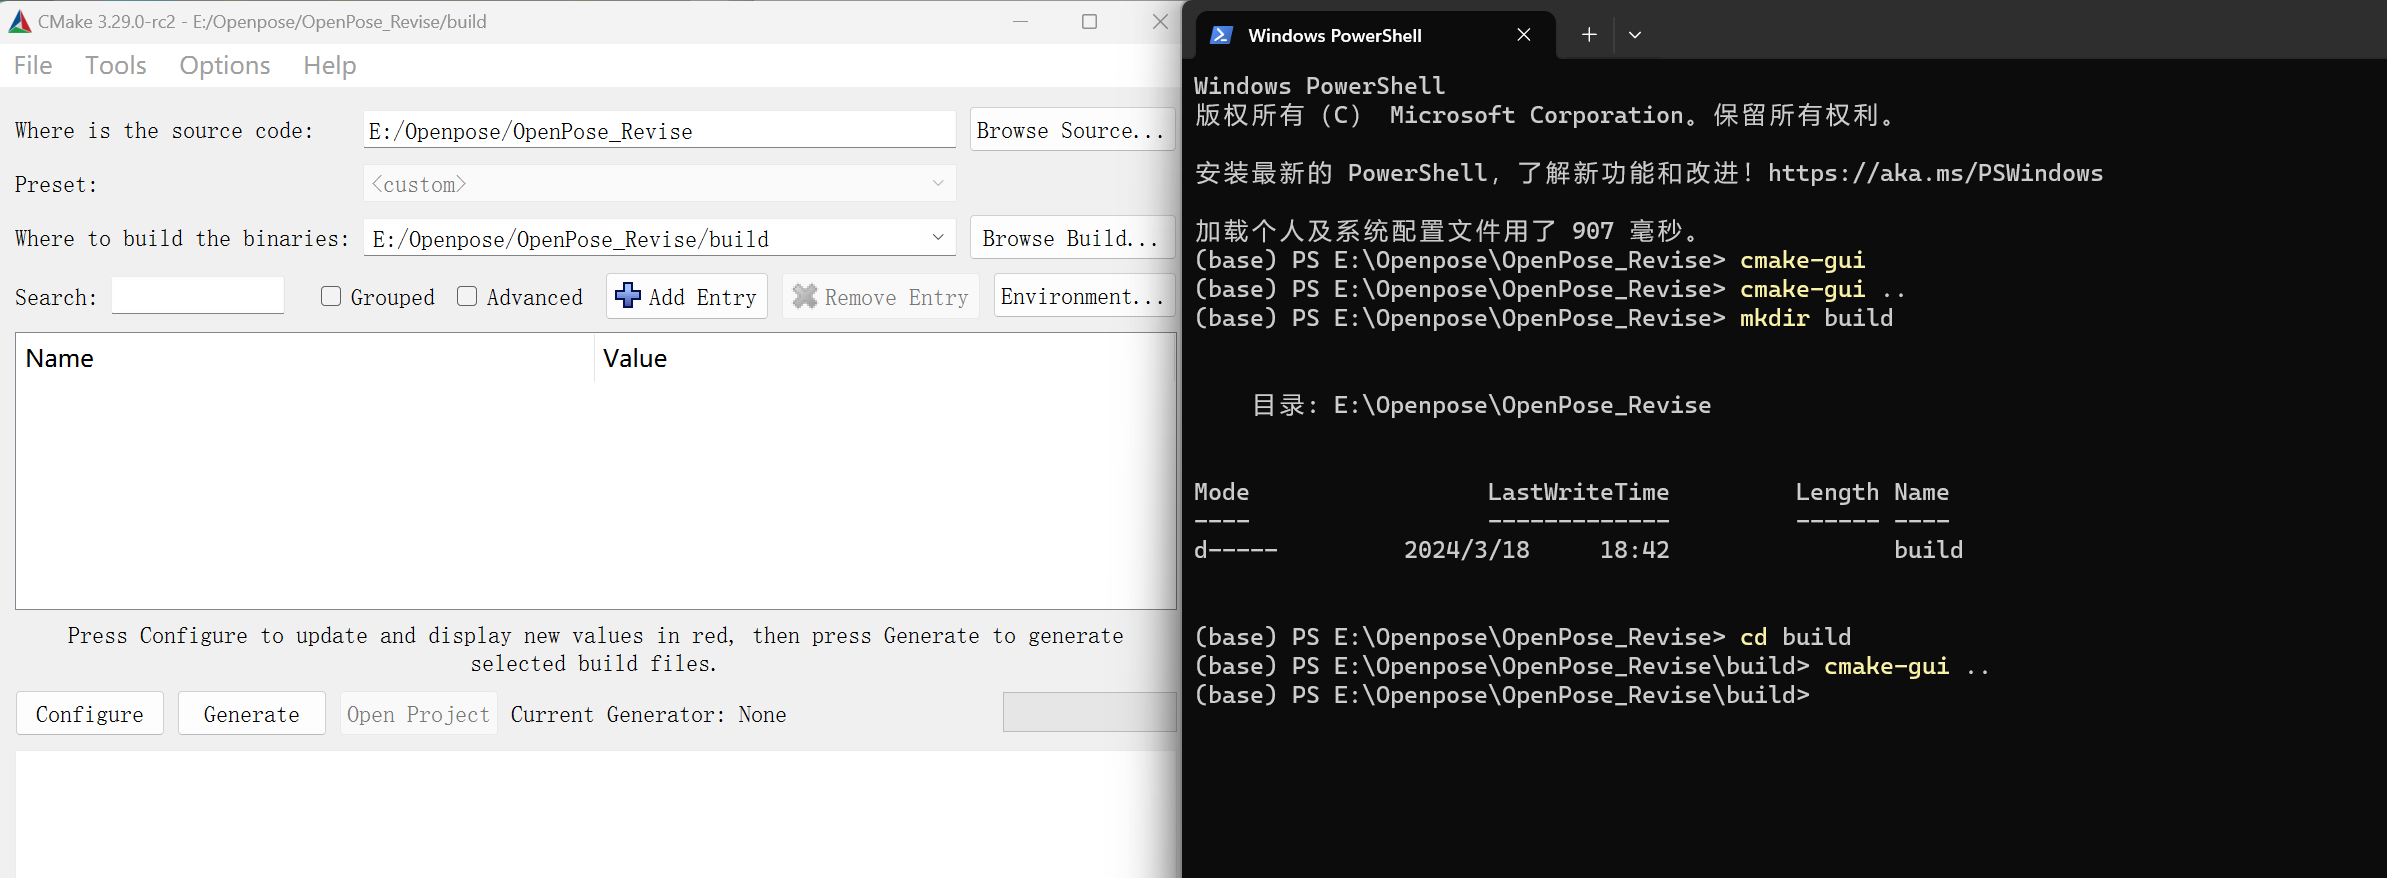 CMake 3.29.0-rc2 - E:/Openpose/OpenPose_Revise/build
File Tools Options Help
Where is the source code: E:/Openpose/OpenPose_Revise Browse Source...
Preset: <custom>
Where to build the binaries: E:/Openpose/OpenPose_Revise/build Browse Build...
Search: Grouped Advanced Add Entry Remove Entry Environment...
Name Value
Press Configure to update and display new values in red, then press Generate to generate
selected build files.
Configure Generate Open Project Current Generator: None
Windows PowerShell
Windows PowerShell
版权所有（C） Microsoft Corporation。保留所有权利。
安装最新的 PowerShell，了解新功能和改进！https://aka.ms/PSWindows
加载个人及系统配置文件用了 907 毫秒。
(base) PS E:\Openpose\OpenPose_Revise> cmake-gui
(base) PS E:\Openpose\OpenPose_Revise> cmake-gui ..
(base) PS E:\Openpose\OpenPose_Revise> mkdir build
目录: E:\Openpose\OpenPose_Revise
Mode LastWriteTime Length Name
---- ------------- ------ ----
d----- 2024/3/18 18:42 build
(base) PS E:\Openpose\OpenPose_Revise> cd build
(base) PS E:\Openpose\OpenPose_Revise\build> cmake-gui ..
(base) PS E:\Openpose\OpenPose_Revise\build>